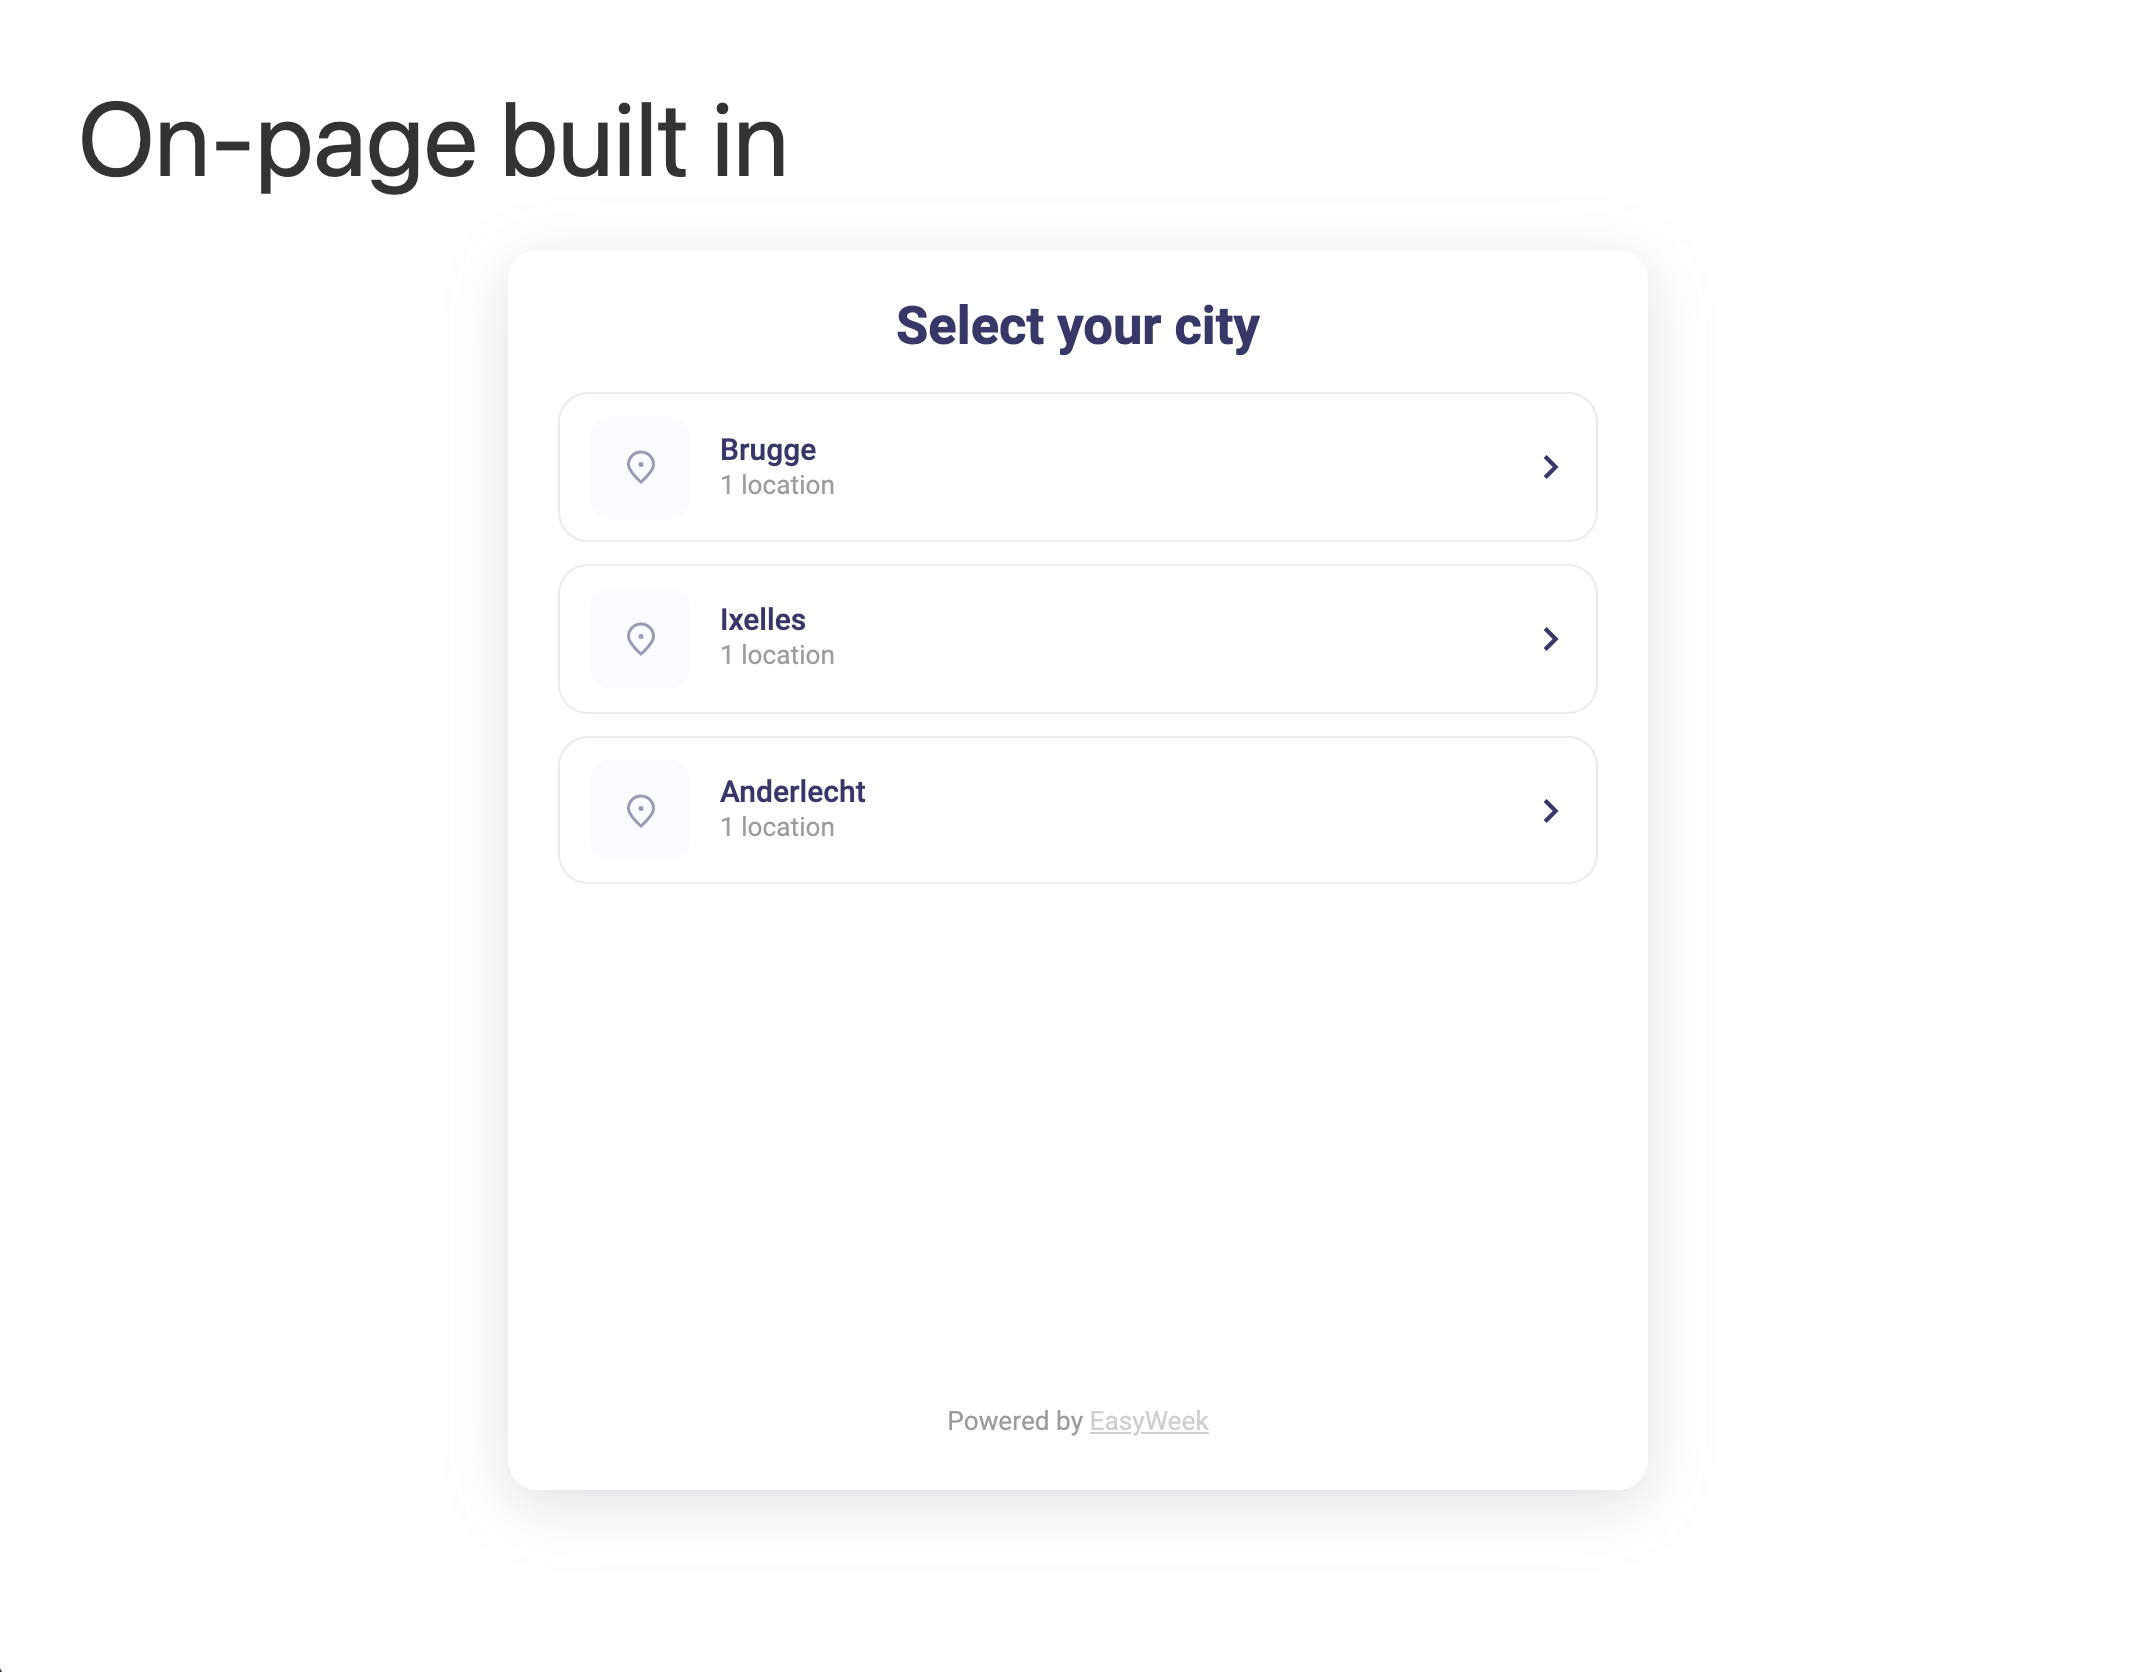 On-page built in
Select your city
Brugge
1 location
Ixelles
1 location
Anderlecht
1 location
Powered by EasyWeek